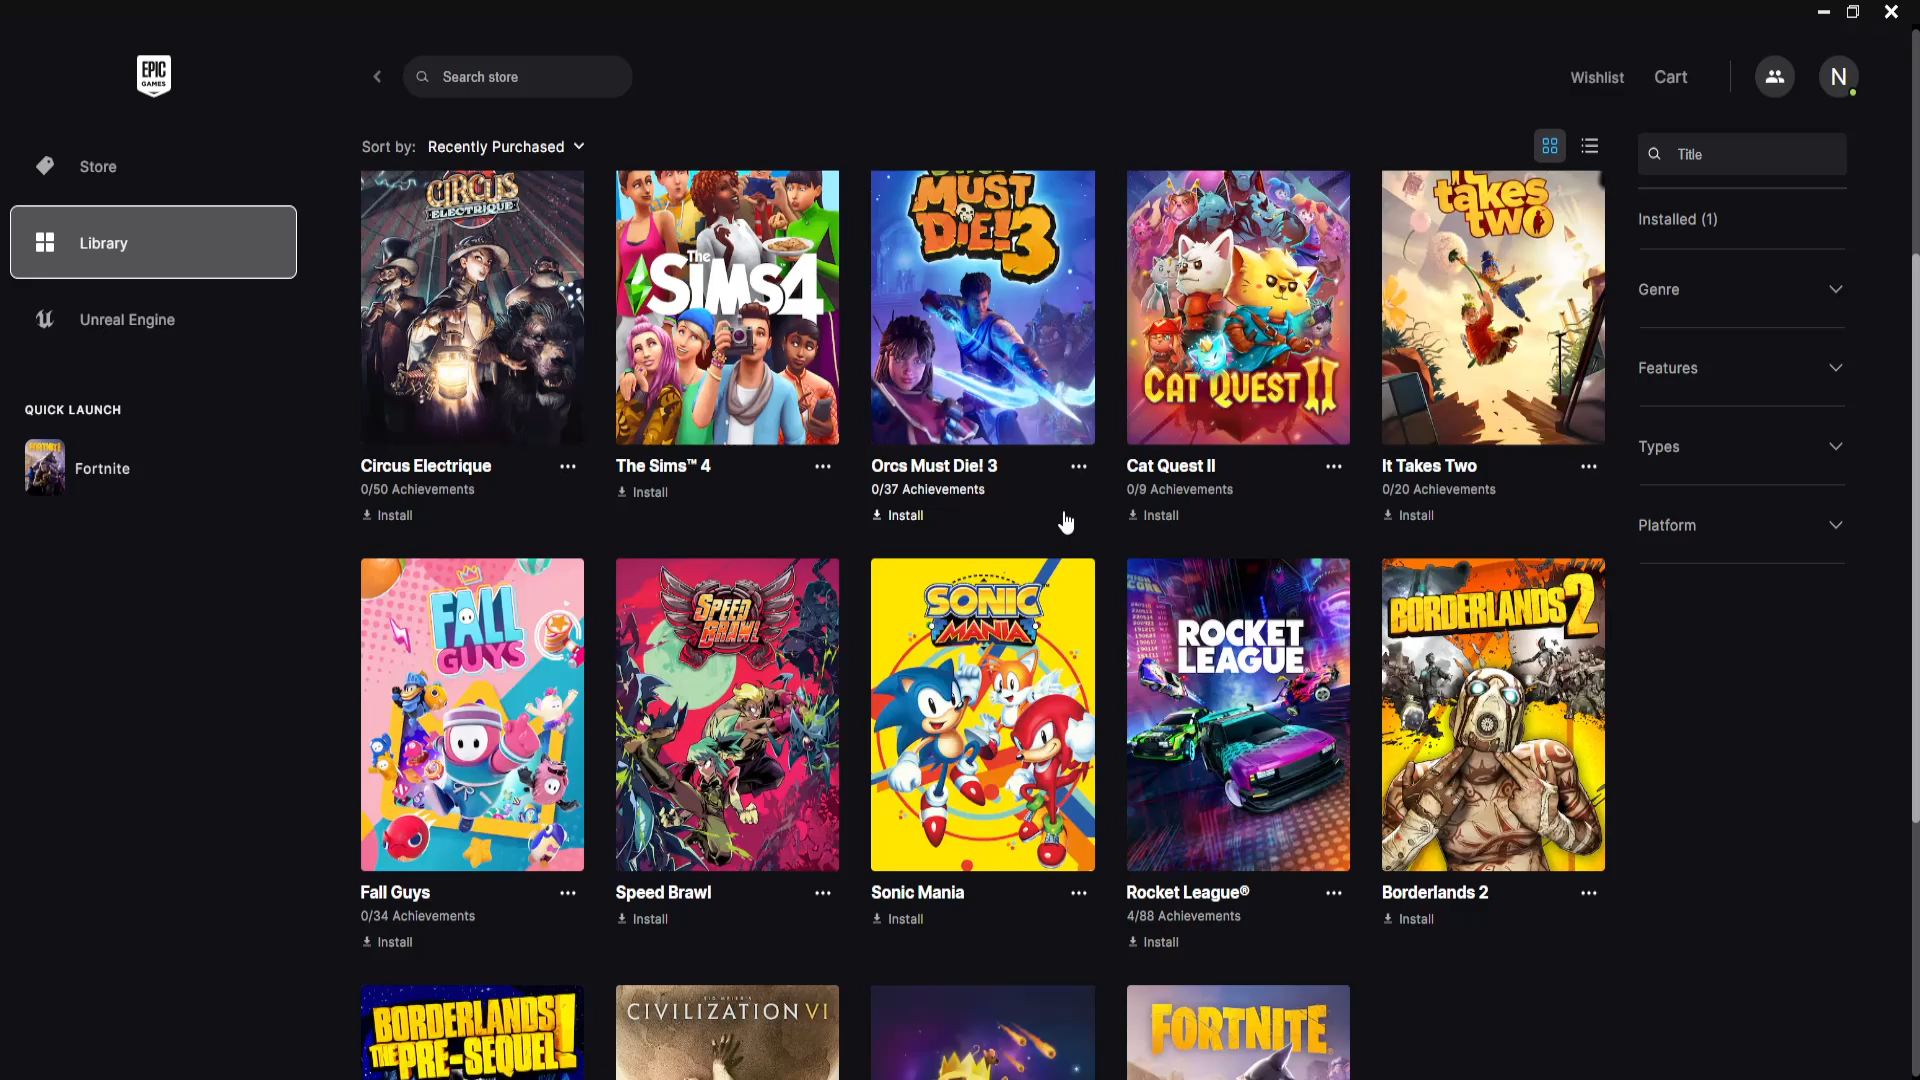 EPIC
GAMES
Search store
Wishlist
Cart
N
Store
Library
Unreal Engine
QUICK LAUNCH
FORTNITE
Fortnite
Sort by: Recently Purchased
Title
Installed (1)
Genre
Features
Types
Platform
CIRCUS
ELECTRIQUE
The
SIMS4
MUST
DIE! 3
CAT QUEST II
takes
two
Circus Electrique
0/50 Achievements
Install
The Sims™ 4
Install
Orcs Must Die! 3
0/37 Achievements
Install
Cat Quest II
0/9 Achievements
Install
It Takes Two
0/20 Achievements
Install
FALL
GUYS
SPEED
BRAWL
SONIC
MANIA
ROCKET
LEAGUE
BORDERLANDS 2
Fall Guys
0/34 Achievements
Install
Speed Brawl
Install
Sonic Mania
Install
Rocket League®
4/88 Achievements
Install
Borderlands 2
Install
BORDERLANDS
THE PRE-SEQUEL!
SID MEIER'S
CIVILIZATION VI
FORTNITE